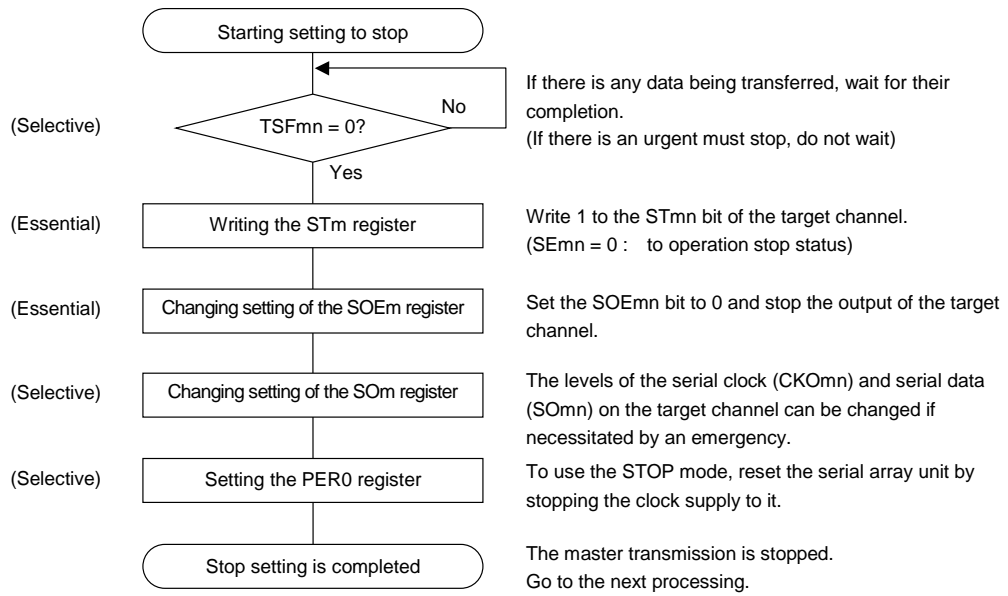 Starting setting to stop
If there is any data being transferred, wait for their
completion.
(If there is an urgent must stop, do not wait)
No
(Selective)
TSFmn = 0?
Yes
(Essential)
Writing the STm register
Write 1 to the STmn bit of the target channel.
(SEmn = 0 : to operation stop status)
(Essential)
Changing setting of the SOEm register
Set the SOEmn bit to 0 and stop the output of the target
channel.
(Selective)
Changing setting of the SOm register
The levels of the serial clock (CKOmn) and serial data
(SOmn) on the target channel can be changed if
necessitated by an emergency.
(Selective)
Setting the PER0 register
To use the STOP mode, reset the serial array unit by
stopping the clock supply to it.
Stop setting is completed
The master transmission is stopped.
Go to the next processing.